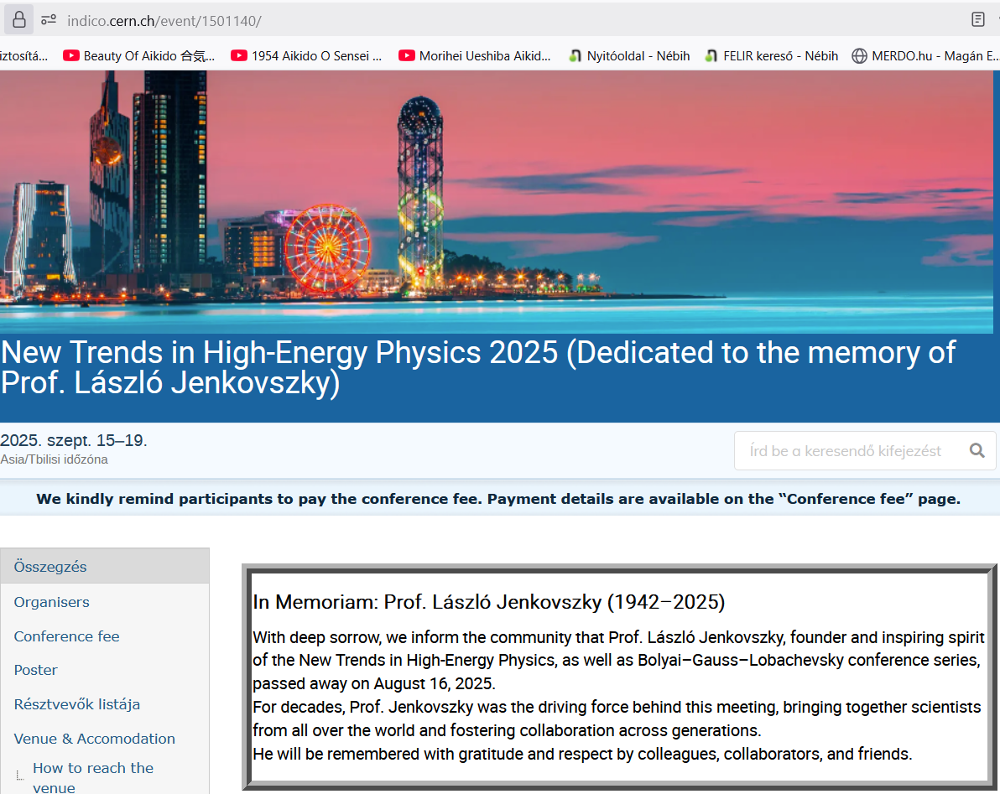 indico.cern.ch/event/1501140/
iztosítá...
Beauty Of Aikido 合気...
1954 Aikido O Sensei ...
Morihei Ueshiba Aikid...
Nyitóoldal - Nébih
FELIR kereső - Nébih
MERDO.hu - Magán E...
New Trends in High-Energy Physics 2025 (Dedicated to the memory of
Prof. László Jenkovszky)
2025. szept. 15–19.
Asia/Tbilisi időzóna
Írd be a keresendő kifejezést
We kindly remind participants to pay the conference fee. Payment details are available on the “Conference fee” page.
Összegzés
Organisers
Conference fee
Poster
Résztvevők listája
Venue & Accomodation
How to reach the
venue
In Memoriam: Prof. László Jenkovszky (1942–2025)
With deep sorrow, we inform the community that Prof. László Jenkovszky, founder and inspiring spirit
of the New Trends in High-Energy Physics, as well as Bolyai–Gauss–Lobachevsky conference series,
passed away on August 16, 2025.
For decades, Prof. Jenkovszky was the driving force behind this meeting, bringing together scientists
from all over the world and fostering collaboration across generations.
He will be remembered with gratitude and respect by colleagues, collaborators, and friends.